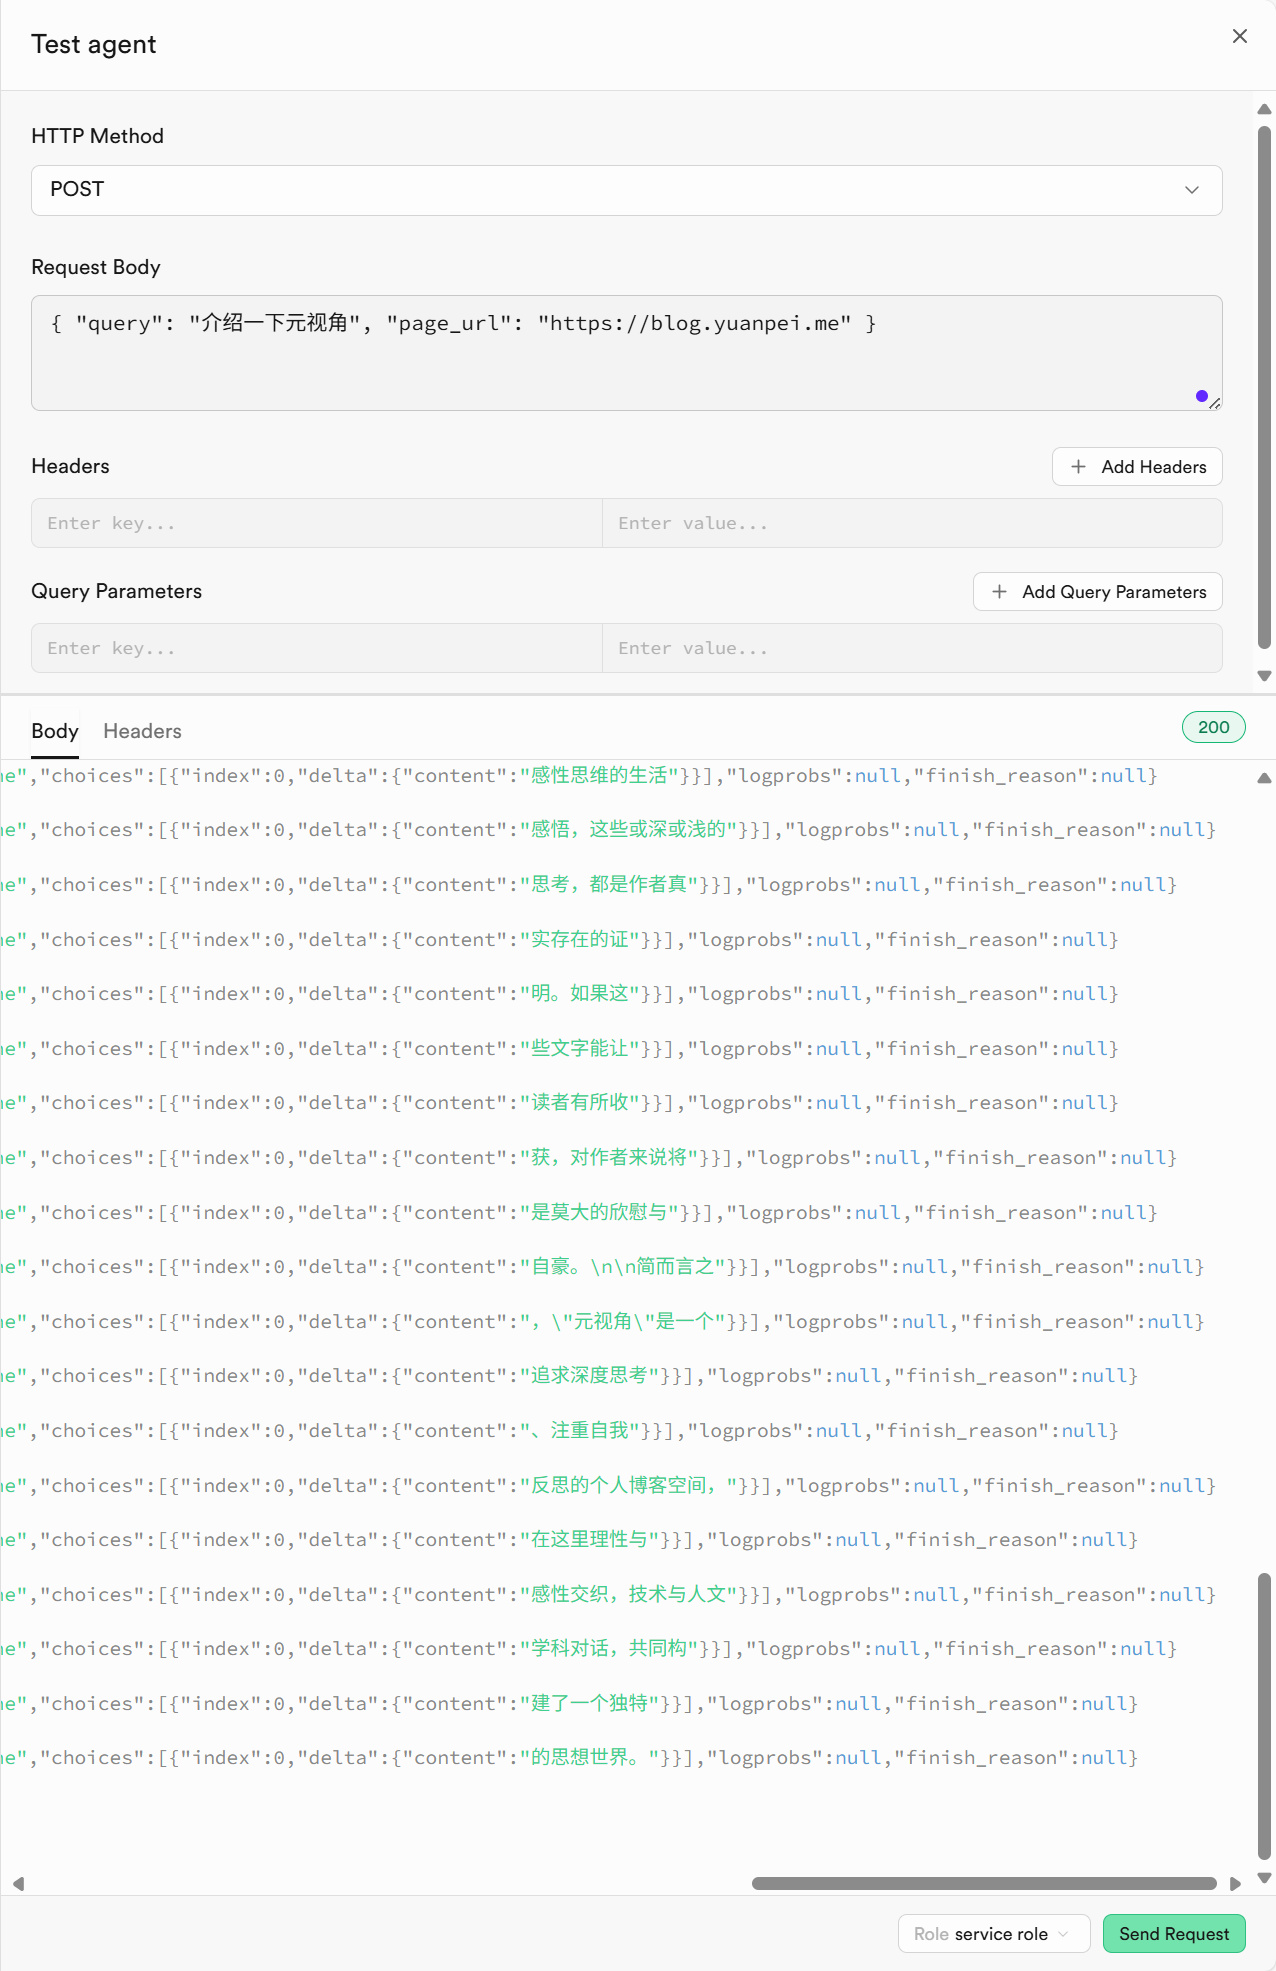 Test agent
HTTP Method
POST
Request Body
{ "query": "介绍一下元视角", "page_url": "https://blog.yuanpei.me" }
Headers
Add Headers
Enter key...
Enter value...
Query Parameters
Add Query Parameters
Enter key...
Enter value...
Body
Headers
200
e","choices":[{"index":0,"delta":{"content":"感性思维的生活"}}],"logprobs":null,"finish_reason":null}
e","choices":[{"index":0,"delta":{"content":"感悟，这些或深或浅的"}}],"logprobs":null,"finish_reason":null}
e","choices":[{"index":0,"delta":{"content":"思考，都是作者真"}}],"logprobs":null,"finish_reason":null}
e","choices":[{"index":0,"delta":{"content":"实存在的证"}}],"logprobs":null,"finish_reason":null}
e","choices":[{"index":0,"delta":{"content":"明。如果这"}}],"logprobs":null,"finish_reason":null}
e","choices":[{"index":0,"delta":{"content":"些文字能让"}}],"logprobs":null,"finish_reason":null}
e","choices":[{"index":0,"delta":{"content":"读者有所收"}}],"logprobs":null,"finish_reason":null}
e","choices":[{"index":0,"delta":{"content":"获，对作者来说将"}}],"logprobs":null,"finish_reason":null}
e","choices":[{"index":0,"delta":{"content":"是莫大的欣慰与"}}],"logprobs":null,"finish_reason":null}
e","choices":[{"index":0,"delta":{"content":"自豪。\n\n简而言之"}}],"logprobs":null,"finish_reason":null}
e","choices":[{"index":0,"delta":{"content":"，\"元视角\"是一个"}}],"logprobs":null,"finish_reason":null}
e","choices":[{"index":0,"delta":{"content":"追求深度思考"}}],"logprobs":null,"finish_reason":null}
e","choices":[{"index":0,"delta":{"content":"、注重自我"}}],"logprobs":null,"finish_reason":null}
e","choices":[{"index":0,"delta":{"content":"反思的个人博客空间，"}}],"logprobs":null,"finish_reason":null}
e","choices":[{"index":0,"delta":{"content":"在这里理性与"}}],"logprobs":null,"finish_reason":null}
e","choices":[{"index":0,"delta":{"content":"感性交织，技术与人文"}}],"logprobs":null,"finish_reason":null}
e","choices":[{"index":0,"delta":{"content":"学科对话，共同构"}}],"logprobs":null,"finish_reason":null}
e","choices":[{"index":0,"delta":{"content":"建了一个独特"}}],"logprobs":null,"finish_reason":null}
e","choices":[{"index":0,"delta":{"content":"的思想世界。"}}],"logprobs":null,"finish_reason":null}
Role service role
Send Request